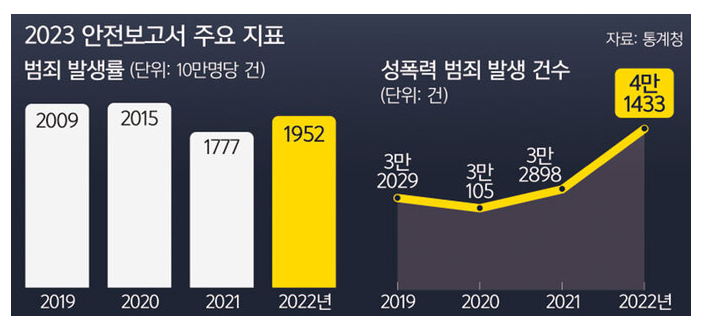 2023 안전보고서 주요 지표
자료: 통계청
범죄 발생률 (단위: 10만명당 건)
2009
2015
1777
1952
2019
2020
2021
2022년
성폭력 범죄 발생 건수
(단위: 건)
3만
2029
3만
105
3만
2898
4만
1433
2019
2020
2021
2022년